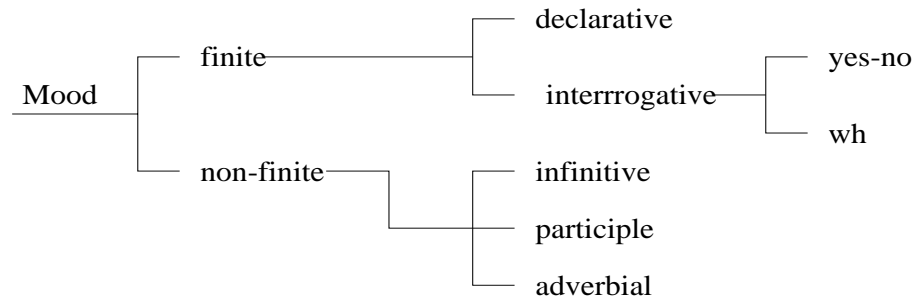 declarative
finite
yes-no
Mood
interrrogative
wh
non-finite
infinitive
participle
adverbial